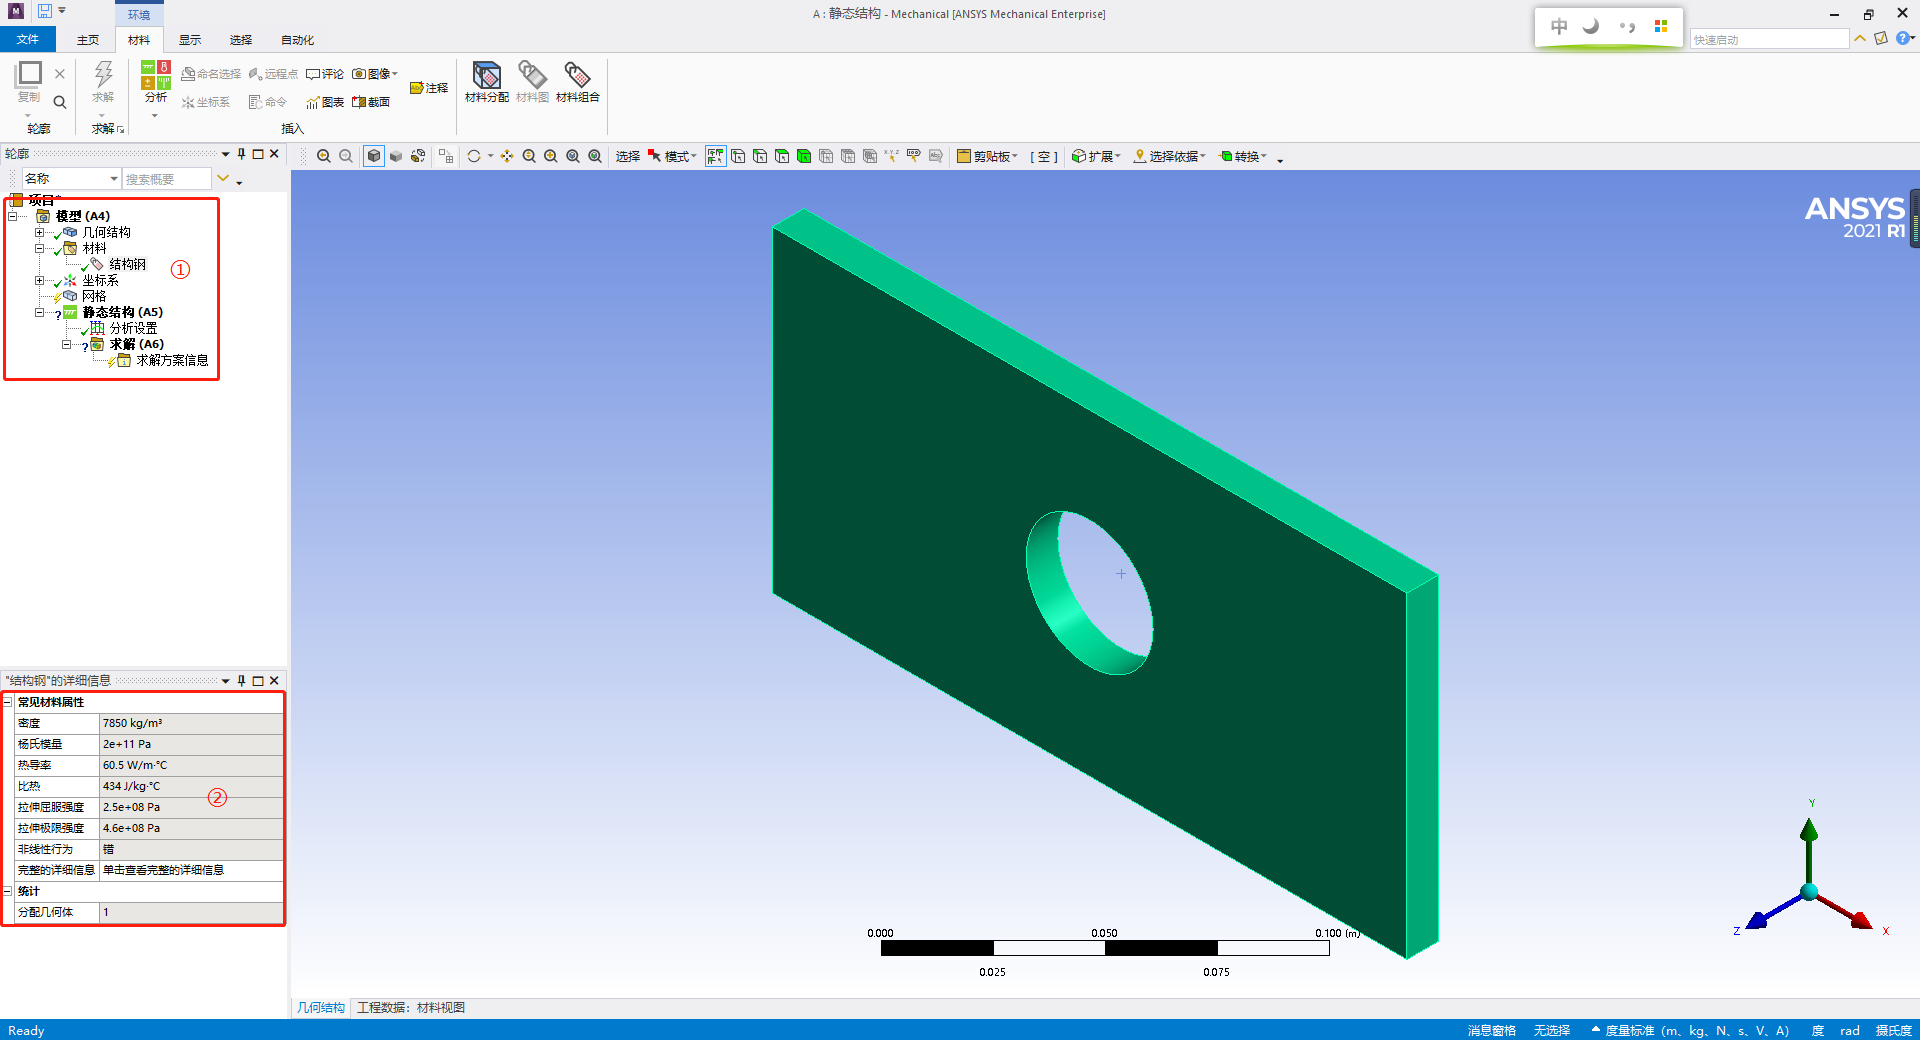 环境
A : 静态结构 - Mechanical [ANSYS Mechanical Enterprise]
文件 主页 材料 显示 选择 自动化
中
快速启动
复制 求解 分析 命名选择 远程点 评论 图像 注释 材料分配 材料图 材料组合
坐标系 命令 图表 截面
轮廓 求解 插入
轮廓
选择 模式 剪贴板 [ 空 ] 扩展 选择依据 转换
名称 搜索概要
项目*
模型 (A4)
几何结构
材料
结构钢
①
坐标系
网格
静态结构 (A5)
分析设置
求解 (A6)
求解方案信息
ANSYS
2021 R1
"结构钢"的详细信息
常见材料属性
密度 7850 kg/m³
杨氏模量 2e+11 Pa
热导率 60.5 W/m·°C
比热 434 J/kg·°C
②
拉伸屈服强度 2.5e+08 Pa
拉伸极限强度 4.6e+08 Pa
非线性行为 错
完整的详细信息 单击查看完整的详细信息
统计
分配几何体 1
Y
Z
X
0.000 0.050 0.100 (m)
0.025 0.075
几何结构 工程数据：材料视图
Ready
消息窗格 无选择 度量标准（m、kg、N、s、V、A） 度 rad 摄氏度